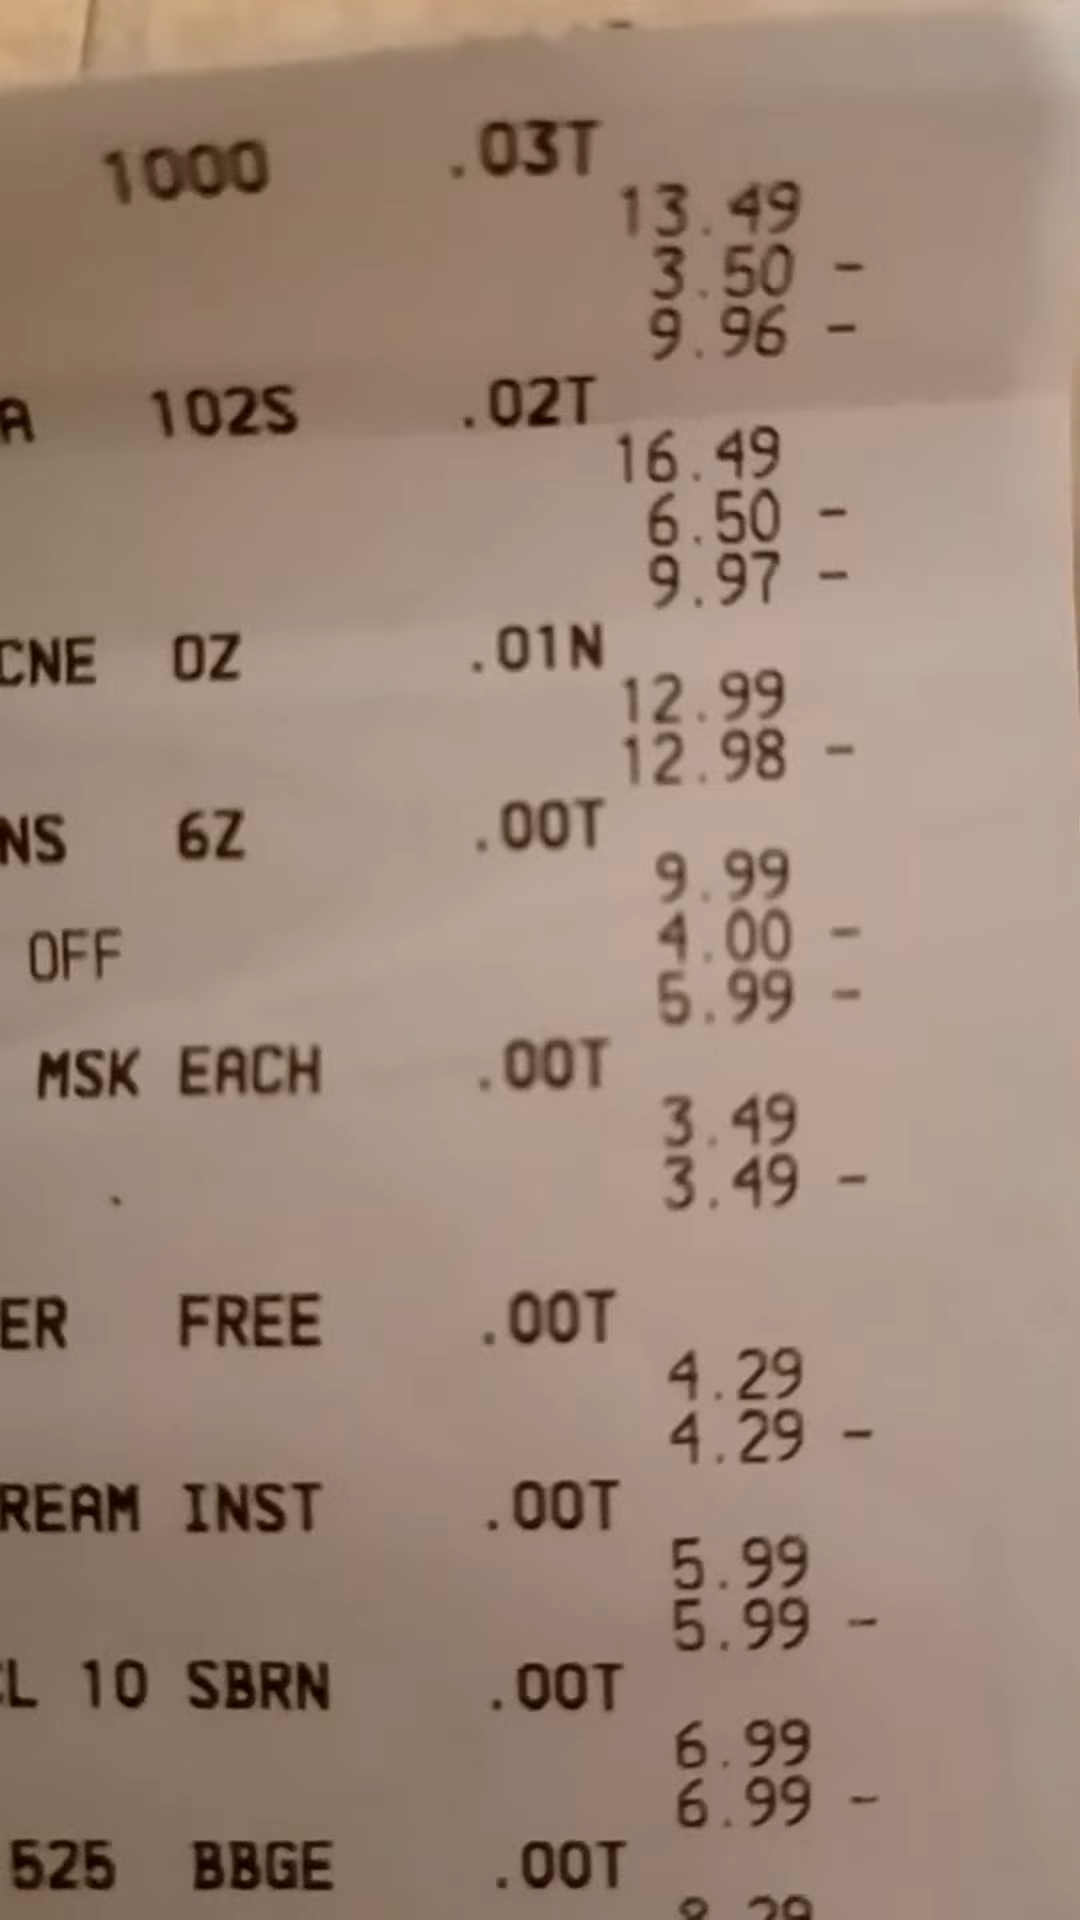 1000 .03T
13.49
3.50 -
9.96 -
A 102S .02T
16.49
6.50 -
9.97 -
CNE OZ .01N
12.99
12.98 -
NS 6Z .00T
9.99
OFF 4.00 -
5.99 -
MSK EACH .00T
3.49
3.49 -
ER FREE .00T
4.29
4.29 -
REAM INST .00T
5.99
5.99 -
CL 10 SBRN .00T
6.99
6.99 -
525 BBGE .00T
8.29